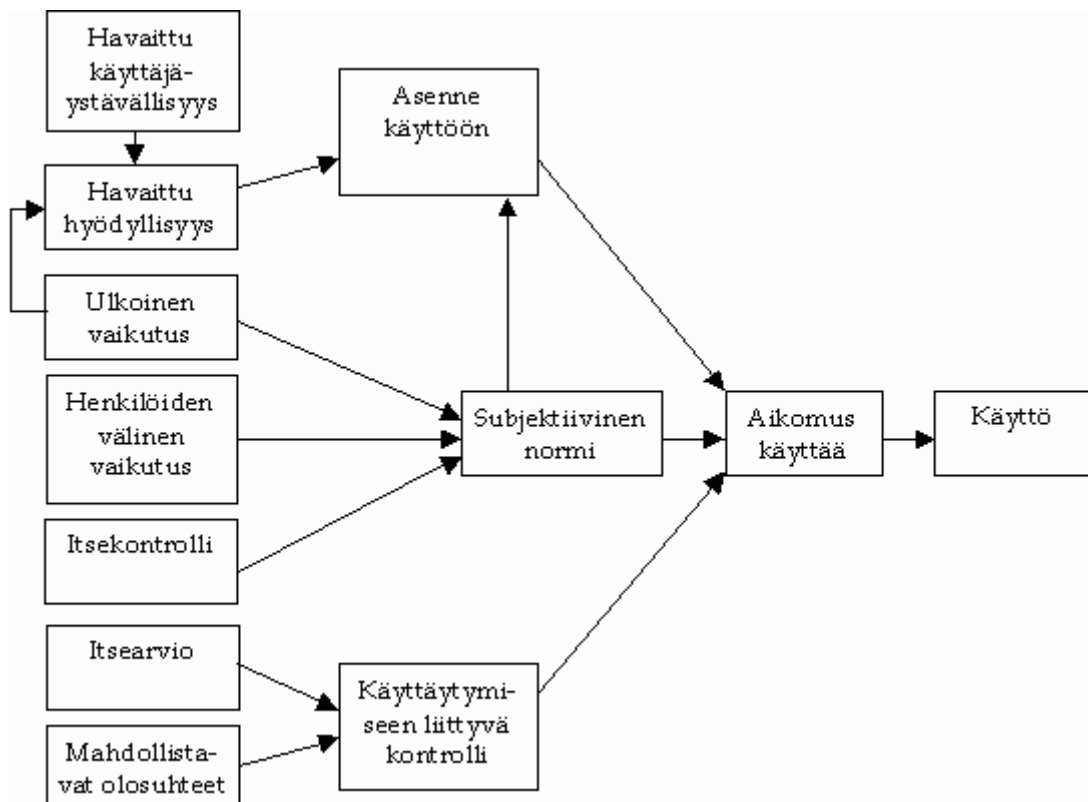 Havaittu
käyttäjä-
ystävällisyys
Havaittu
hyödyllisyys
Ulkoinen
vaikutus
Henkilöiden
välinen
vaikutus
Itsekontrolli
Itsearvio
Mahdollista-
vat olosuhteet
Asenne
käyttöön
Subjektiivinen
normi
Käyttäytymi-
seen liittyvä
kontrolli
Aikomus
käyttää
Käyttö